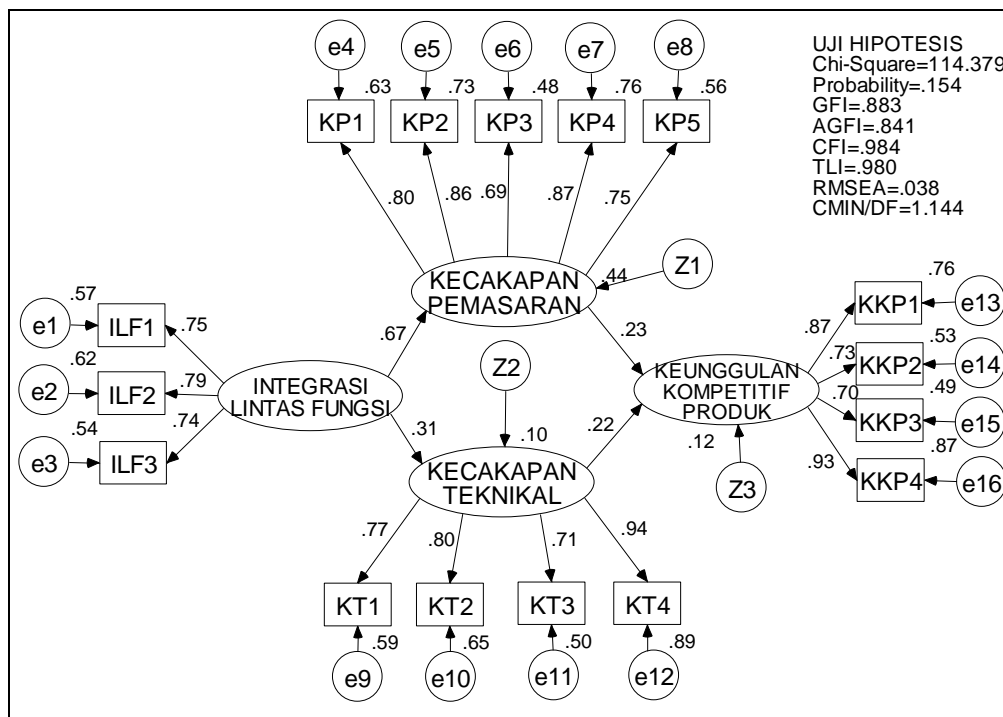 UJI HIPOTESIS
Chi-Square=114.379
Probability=.154
GFI=.883
AGFI=.841
CFI=.984
TLI=.980
RMSEA=.038
CMIN/DF=1.144
e4
e5
e6
e7
e8
.63
.73
.48
.76
.56
KP1
KP2
KP3
KP4
KP5
.80
.86
.69
.87
.75
KECAKAPAN
PEMASARAN
.44
Z1
.57
e1
ILF1
.75
.62
e2
ILF2
.79
.54
e3
ILF3
.74
INTEGRASI
LINTAS FUNGSI
.67
.31
Z2
.10
KECAKAPAN
TEKNIKAL
.23
.22
KEUNGGULAN
KOMPETITIF
PRODUK
.12
Z3
.87
.73
.70
.93
.76
KKP1
e13
.53
KKP2
e14
.49
KKP3
e15
.87
KKP4
e16
.77
.80
.71
.94
KT1
KT2
KT3
KT4
.59
.65
.50
.89
e9
e10
e11
e12